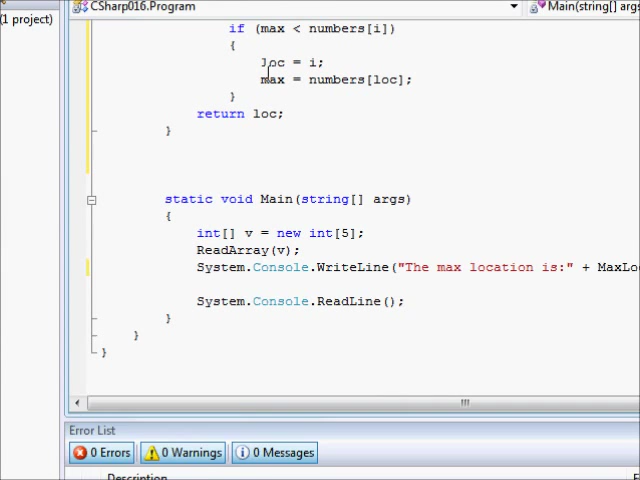 CSharp016.Program
Main(string[] args
(1 project)
if (max < numbers[i])
{
loc = i;
max = numbers[loc];
}
return loc;
}
static void Main(string[] args)
{
int[] v = new int[5];
ReadArray(v);
System.Console.WriteLine("The max location is:" + MaxLo
System.Console.ReadLine();
}
}
}
Error List
0 Errors 0 Warnings 0 Messages
Description